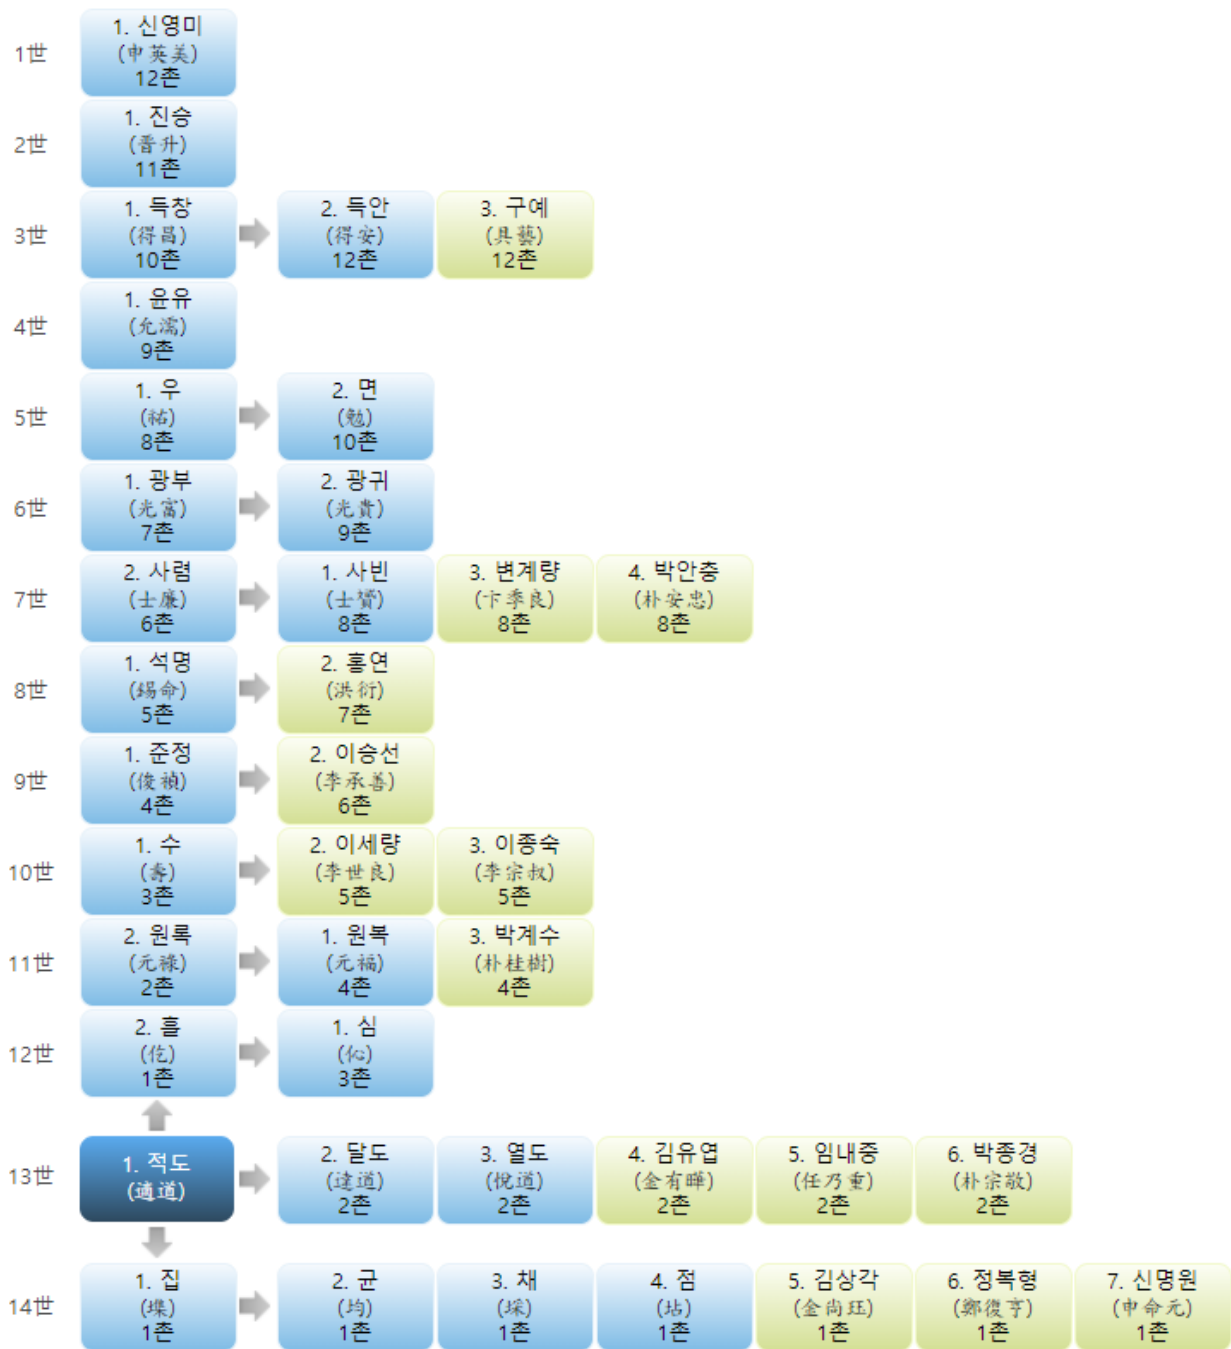 1世
1. 신영미
(申英美)
12촌
2世
1. 진승
(晋升)
11촌
3世
1. 득창
(得昌)
10촌
2. 득안
(得安)
12촌
3. 구예
(具藝)
12촌
4世
1. 윤유
(允濡)
9촌
5世
1. 우
(祐)
8촌
2. 면
(勉)
10촌
6世
1. 광부
(光富)
7촌
2. 광귀
(光貴)
9촌
7世
2. 사렴
(士廉)
6촌
1. 사빈
(士贇)
8촌
3. 변계량
(卞季良)
8촌
4. 박안충
(朴安忠)
8촌
8世
1. 석명
(錫命)
5촌
2. 홍연
(洪衍)
7촌
9世
1. 준정
(俊禎)
4촌
2. 이승선
(李承善)
6촌
10世
1. 수
(壽)
3촌
2. 이세량
(李世良)
5촌
3. 이종숙
(李宗叔)
5촌
11世
2. 원록
(元祿)
2촌
1. 원복
(元福)
4촌
3. 박계수
(朴桂樹)
4촌
12世
2. 흘
(仡)
1촌
1. 심
(伈)
3촌
13世
1. 적도
(適道)
2. 달도
(達道)
2촌
3. 열도
(悅道)
2촌
4. 김유엽
(金有曄)
2촌
5. 임내중
(任乃重)
2촌
6. 박종경
(朴宗敬)
2촌
14世
1. 집
(㙷)
1촌
2. 균
(均)
1촌
3. 채
(埰)
1촌
4. 점
(坫)
1촌
5. 김상각
(金尙珏)
1촌
6. 정복형
(鄭復亨)
1촌
7. 신명원
(申命元)
1촌